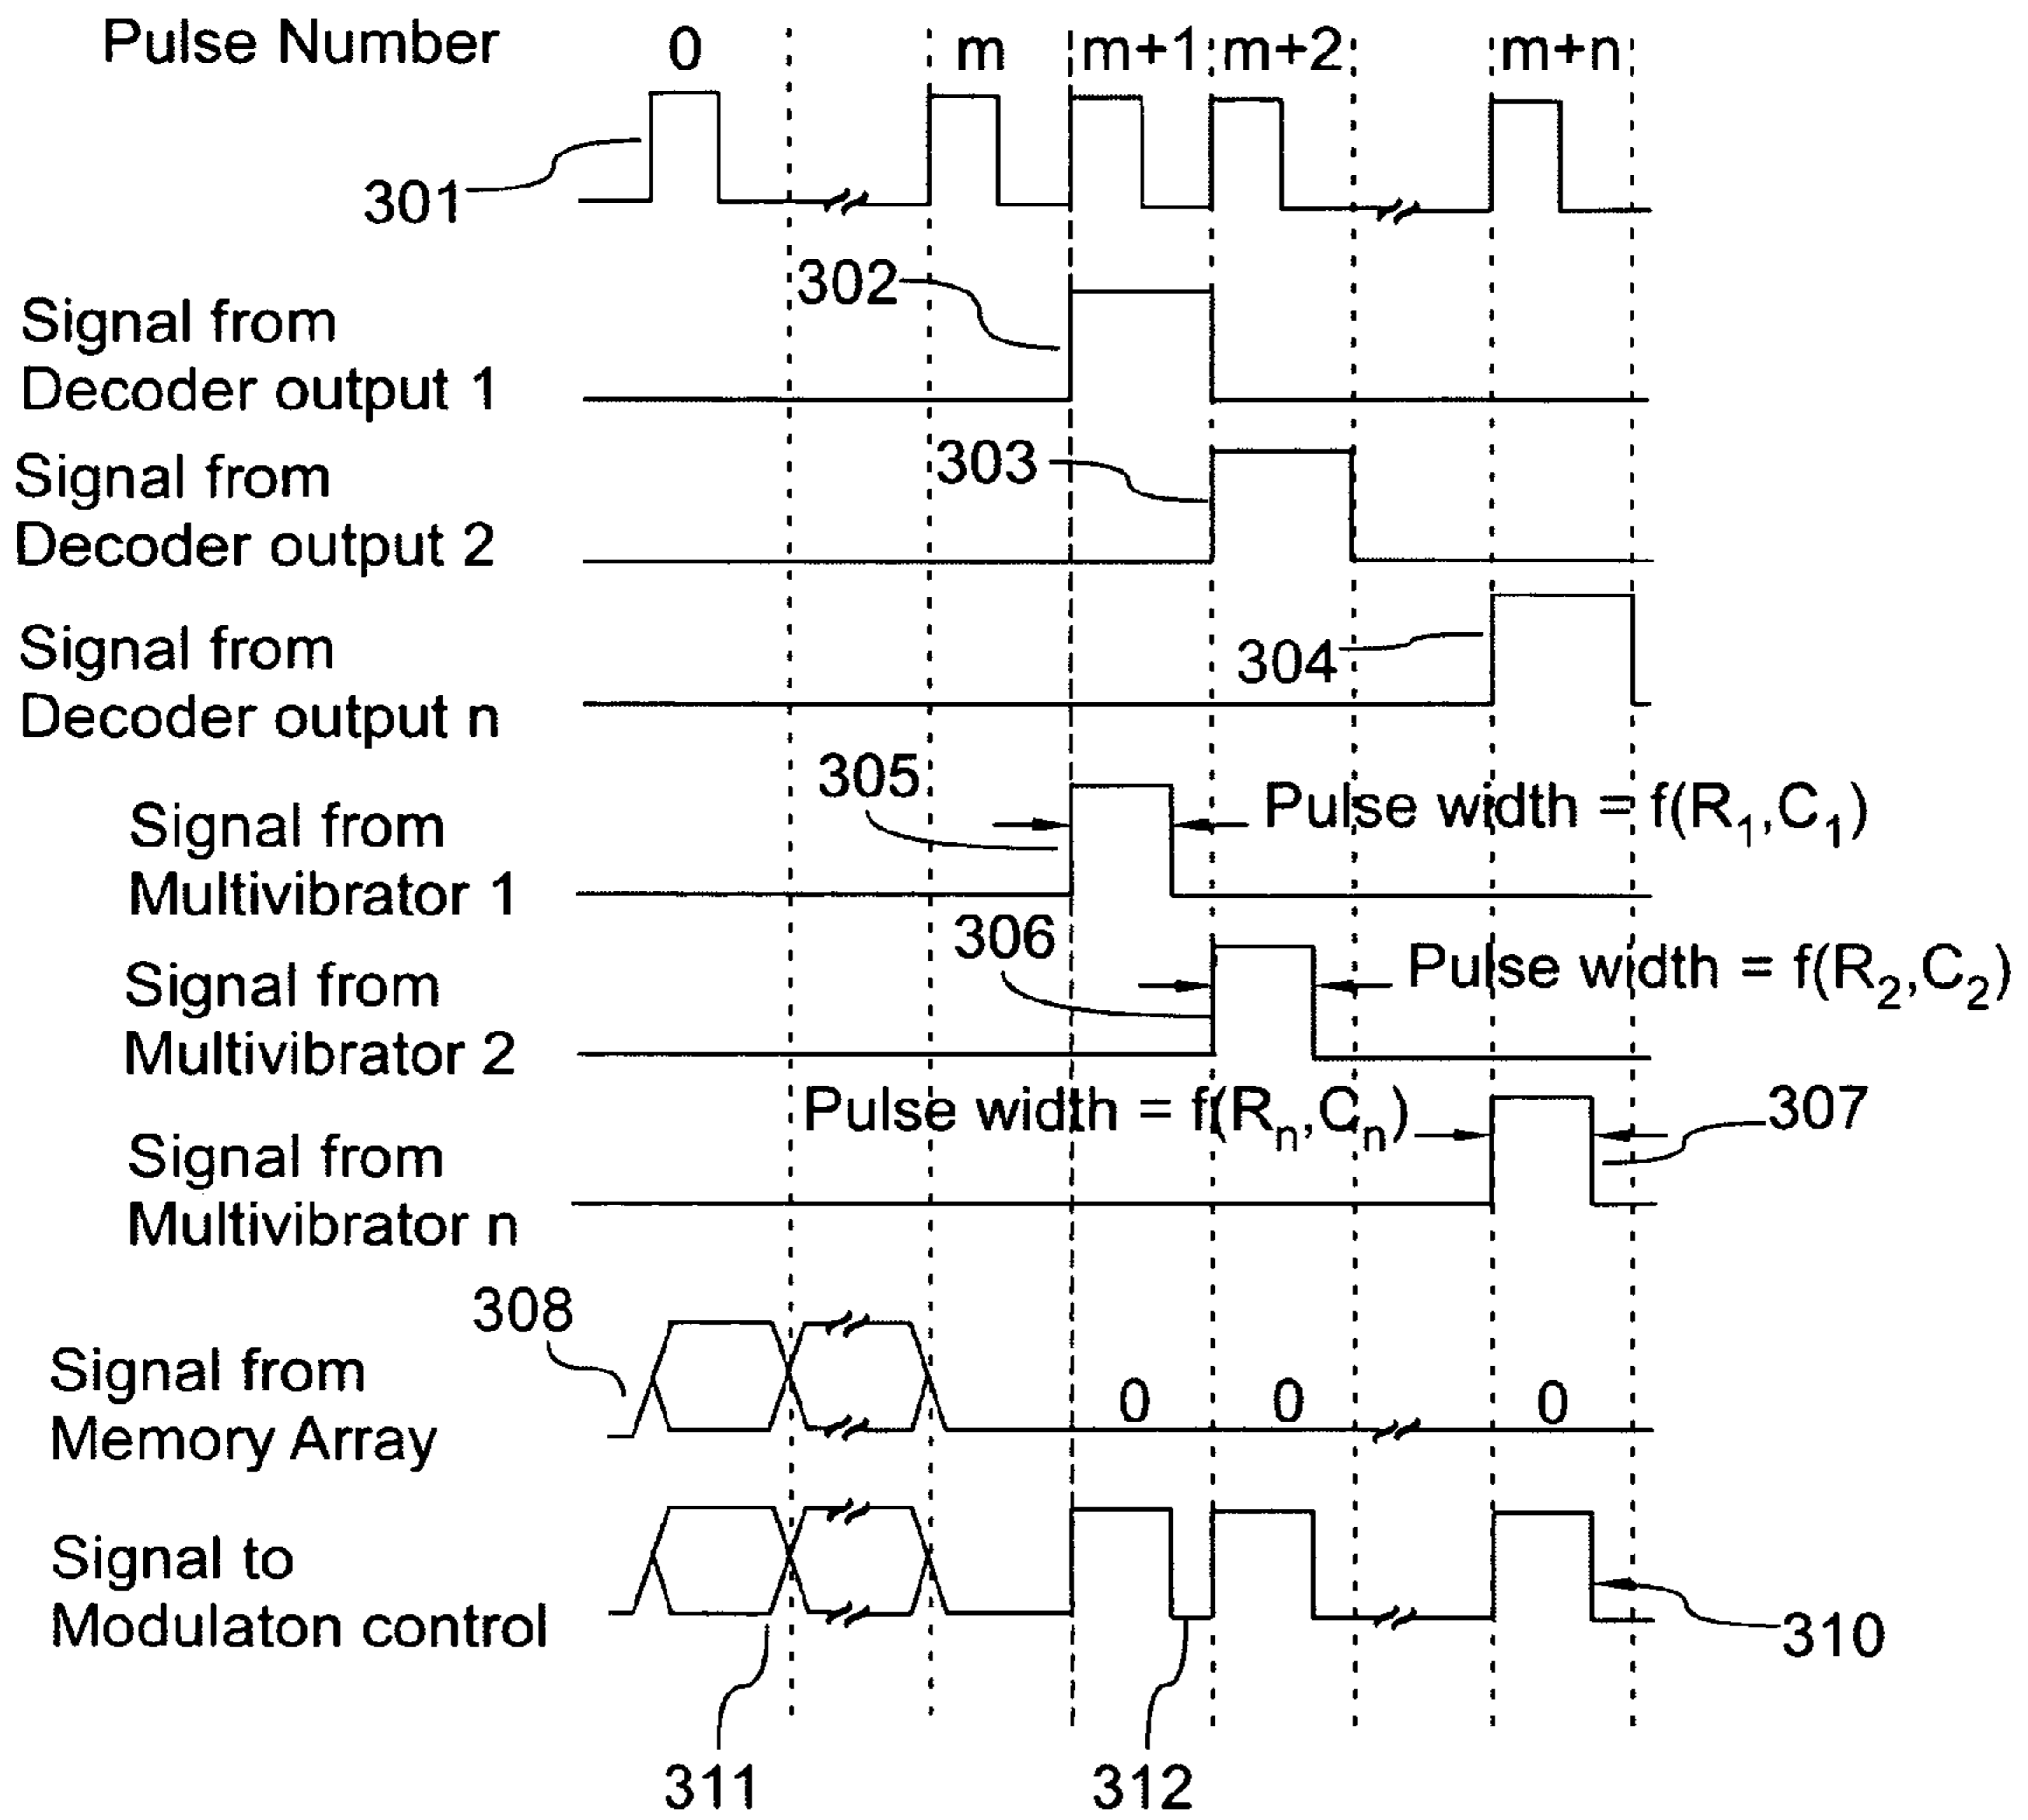 Pulse Number 0 m m+1 m+2 m+n
301
302
Signal from
Decoder output 1
303
Signal from
Decoder output 2
304
Signal from
Decoder output n
305
Pulse width = f(R1,C1)
Signal from
Multivibrator 1
306
Pulse width = f(R2,C2)
Signal from
Multivibrator 2
Pulse width = f(Rn,Cn)
307
Signal from
Multivibrator n
308
Signal from
Memory Array
0 0 0
Signal to
Modulaton control
310
311
312